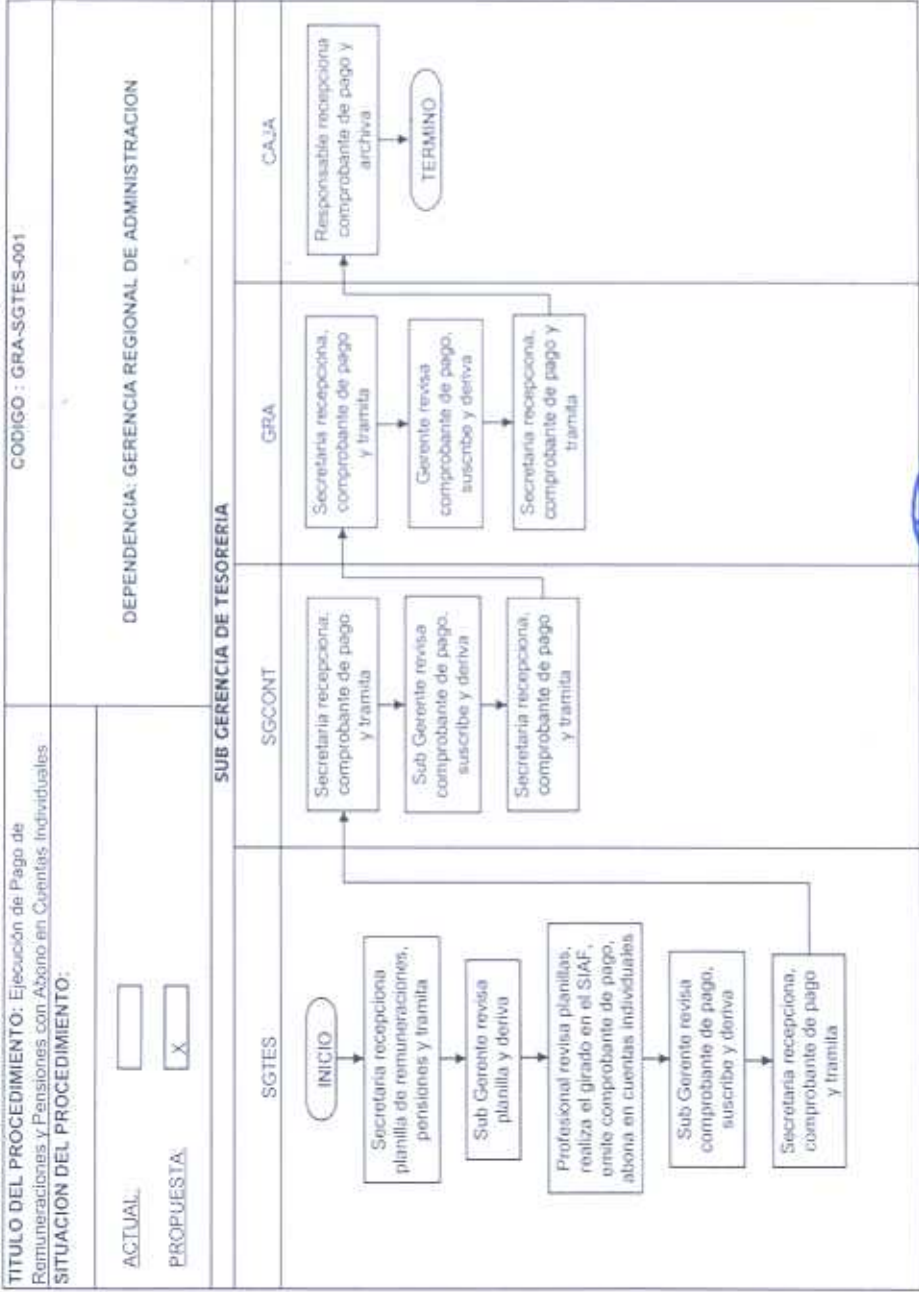 TITULO DEL PROCEDIMIENTO: Ejecución de Pago de
Remuneraciones y Pensiones con Abono en Cuentas Individuales
CODIGO : GRA-SGTES-001
SITUACION DEL PROCEDIMIENTO:
ACTUAL:
PROPUESTA
X
DEPENDENCIA: GERENCIA REGIONAL DE ADMINISTRACION
SUB GERENCIA DE TESORERIA
SGTES
SGCONT
GRA
CAJA
INICIO
Secretaria recepciona
planilla de remuneraciones,
pensiones y tramita
Sub Gerente revisa
planilla y deriva
Profesional revisa planillas,
realiza el girado en el SIAF,
emite comprobante de pago,
abona en cuentas individuales
Sub Gerente revisa
comprobante de pago,
suscribe y deriva
Secretaria recepciona,
comprobante de pago
y tramita
Secretaria recepciona,
comprobante de pago
y tramita
Sub Gerente revisa
comprobante de pago,
suscribe y deriva
Secretaria recepciona,
comprobante de pago
y tramita
Secretaria recepciona,
comprobante de pago
y tramita
Gerente revisa
comprobante de pago,
suscribe y deriva
Secretaria recepciona,
comprobante de pago y
tramita
Responsable recepciona
comprobante de pago y
archiva
TERMINO